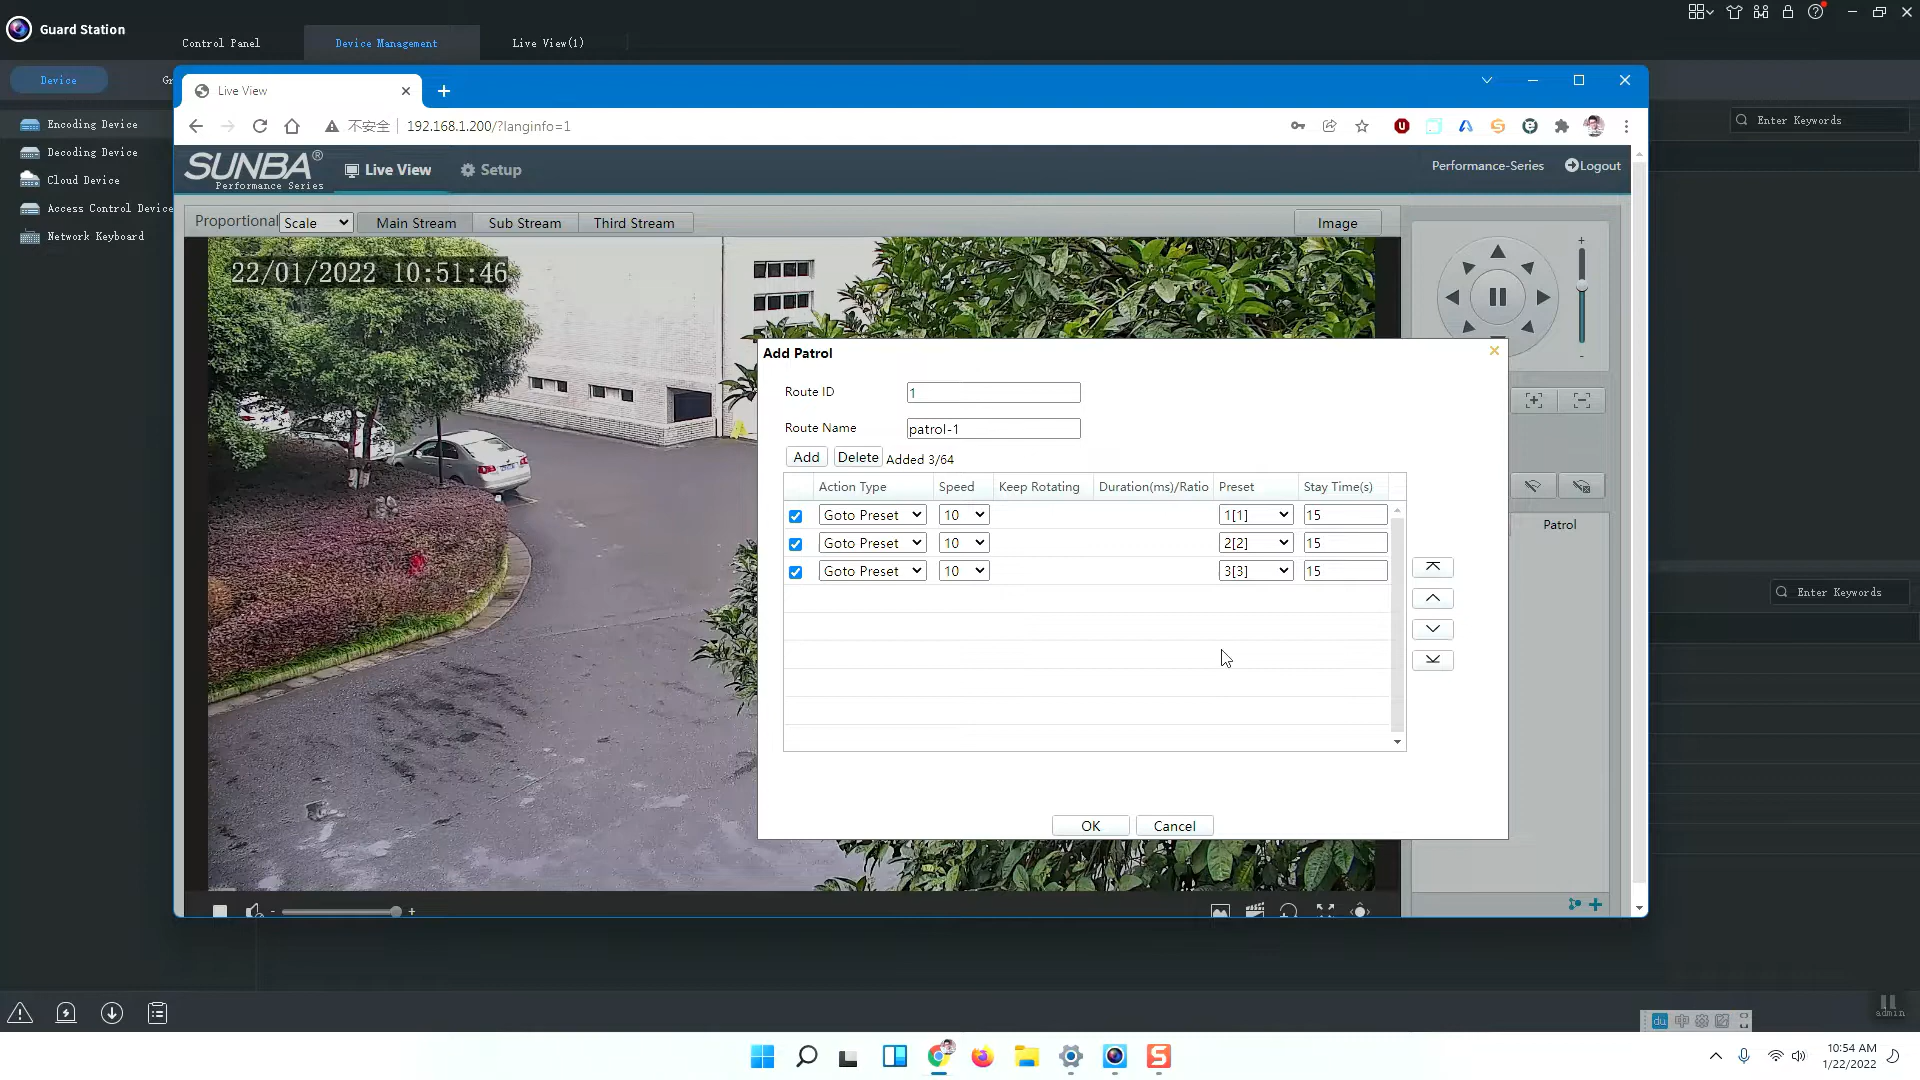 Guard Station
Control Panel
Device Management
Live View(1)
Device
Gr
Encoding Device
Decoding Device
Cloud Device
Access Control Device
Network Keyboard
Enter Keywords
Live View
不安全
192.168.1.200/?langinfo=1
SUNBA®
Performance Series
Live View
Setup
Performance-Series
Logout
Proportional
Scale
Main Stream
Sub Stream
Third Stream
Image
22/01/2022 10:51:46
Add Patrol
Route ID
1
Route Name
patrol-1
Add
Delete
Added 3/64
Action Type Speed Keep Rotating Duration(ms)/Ratio Preset Stay Time(s)
Goto Preset 10 1[1] 15
Goto Preset 10 2[2] 15
Goto Preset 10 3[3] 15
OK
Cancel
Patrol
Enter Keywords
admin
du 中
10:54 AM
1/22/2022